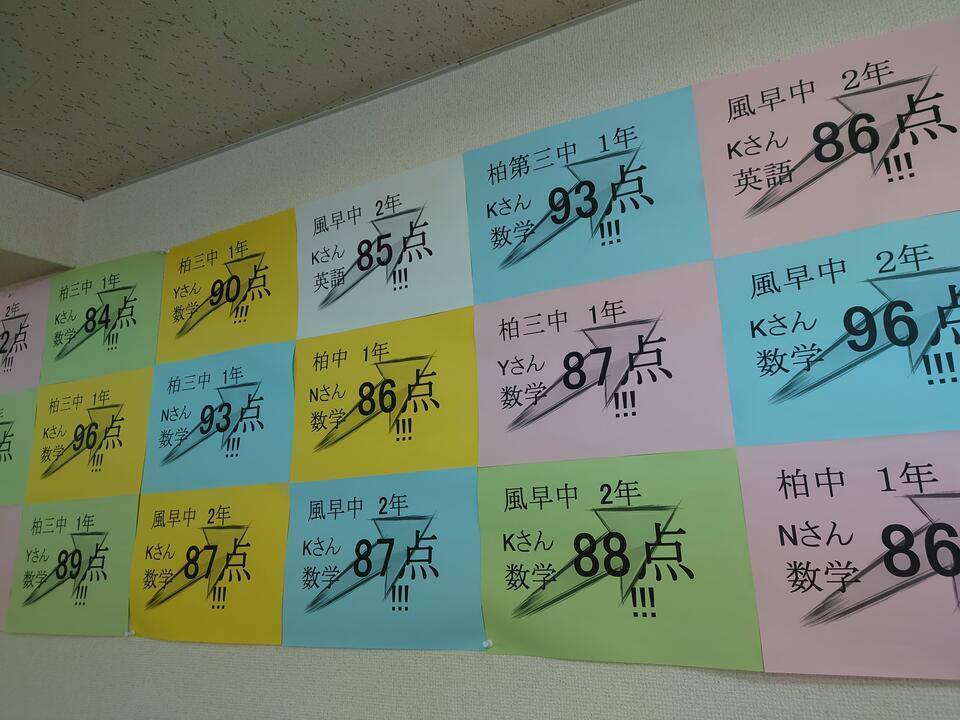 2年
2点
!!!
柏三中 1年
Kさん
数学
84点
!!!
柏三中 1年
Yさん
数学
90点
!!!
風早中 2年
Kさん
英語
85点
!!!
柏第三中 1年
Kさん
数学
93点
!!!
風早中 2年
Kさん
英語
86点
!!!
年
点
!!!
柏三中 1年
Kさん
数学
96点
!!!
柏三中 1年
Nさん
数学
93点
!!!
柏中 1年
Nさん
数学
86点
!!!
柏三中 1年
Yさん
数学
87点
!!!
風早中 2年
Kさん
数学
96点
!!!
柏三中 1年
Yさん
数学
89点
!!!
風早中 2年
Kさん
数学
87点
!!!
風早中 2年
Kさん
数学
87点
!!!
風早中 2年
Kさん
数学
88点
!!!
柏中 1年
Nさん
数学
86